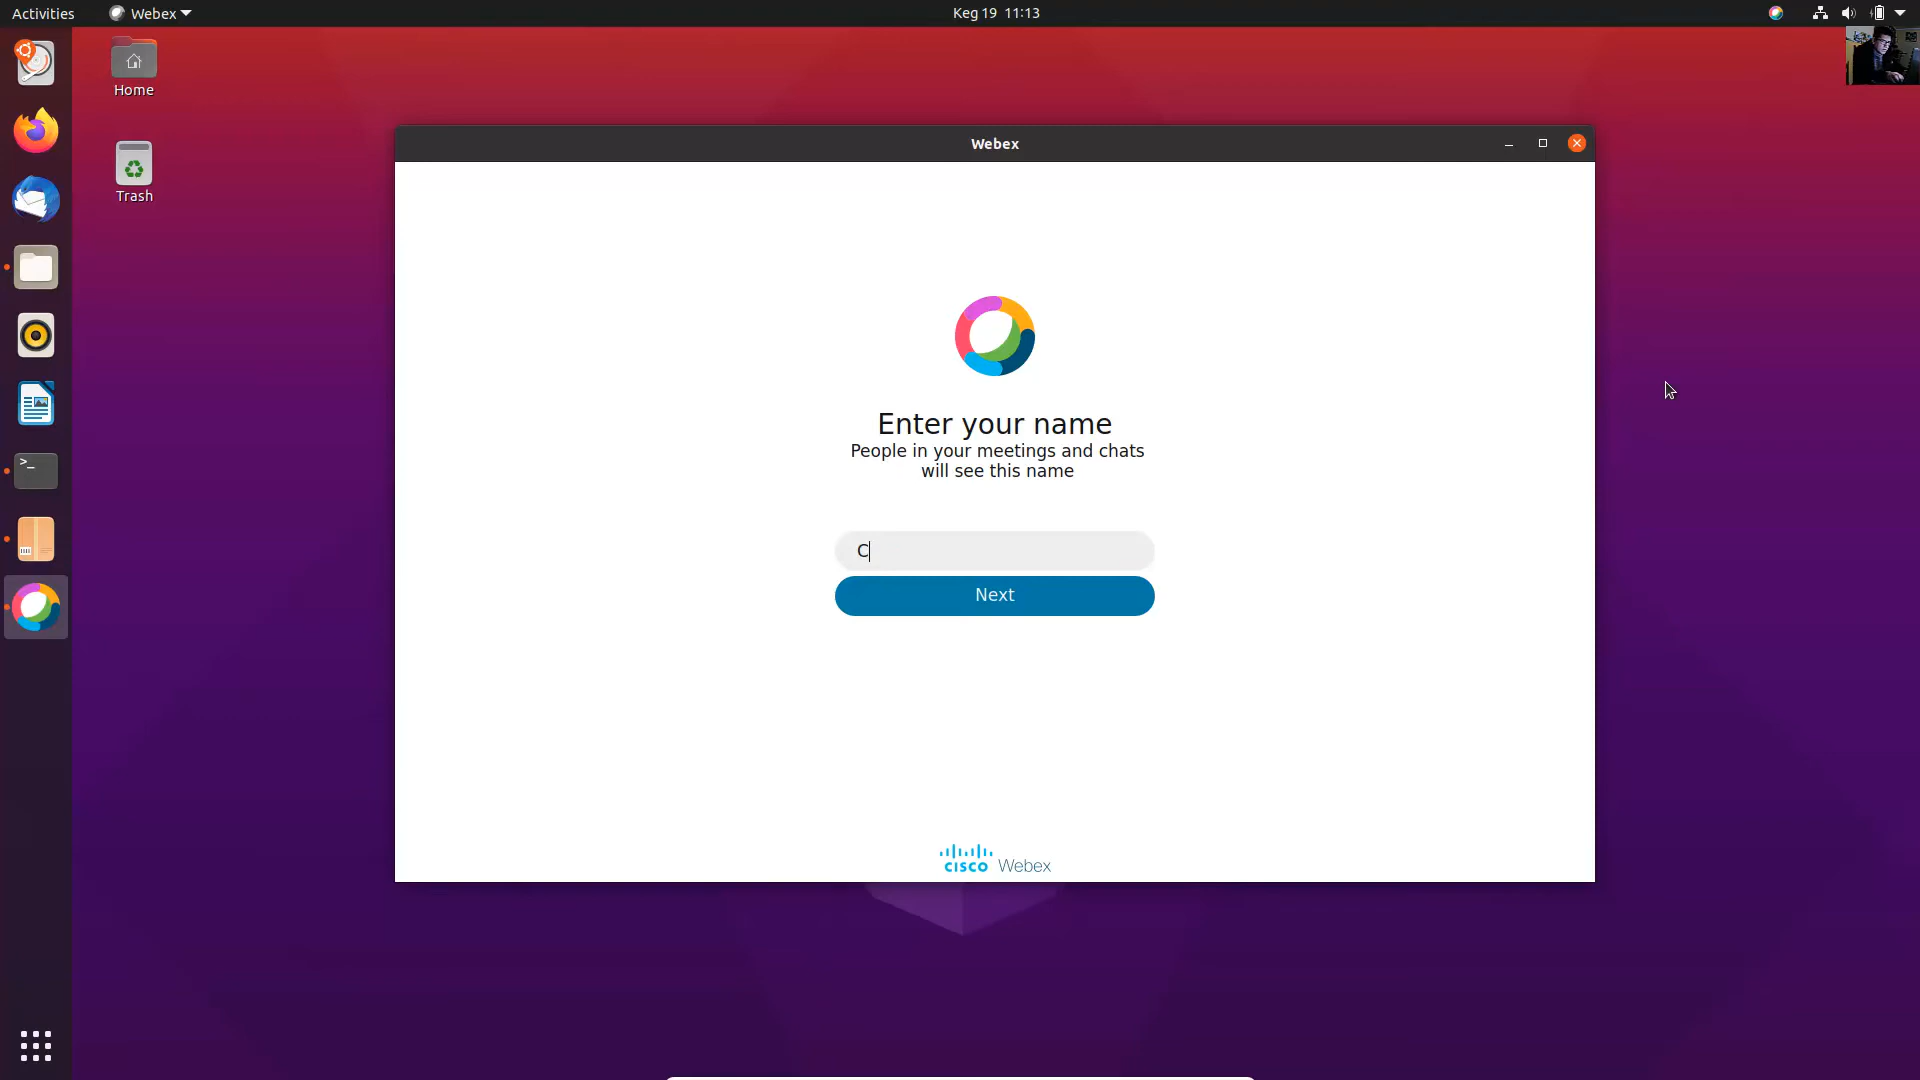 Activities
Webex
Keg 19 11:13
Home
Trash
Webex
Enter your name
People in your meetings and chats
will see this name
C
Next
CISCO Webex